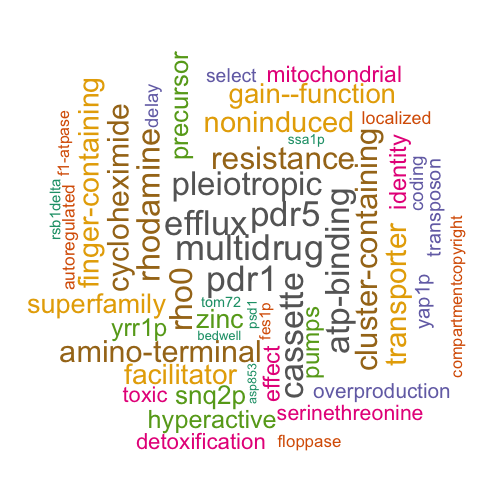 select
mitochondrial
gain--function
precursor
delay
noninduced
localized
ssa1p
f1-atpase
finger-containing
cycloheximide
rhodamine
resistance
cluster-containing
identity
coding
transposon
rsb1delta
autoregulated
pleiotropic
efflux
pdr5
multidrug
atp-binding
transporter
yap1p
compartmentcopyright
pdr1
rho0
cassette
superfamily
tom72
zinc
psd1
fes1p
pumps
yrr1p
bedwell
amino-terminal
facilitator
effect
asp853
toxic
snq2p
overproduction
hyperactive
serinethreonine
detoxification
floppase